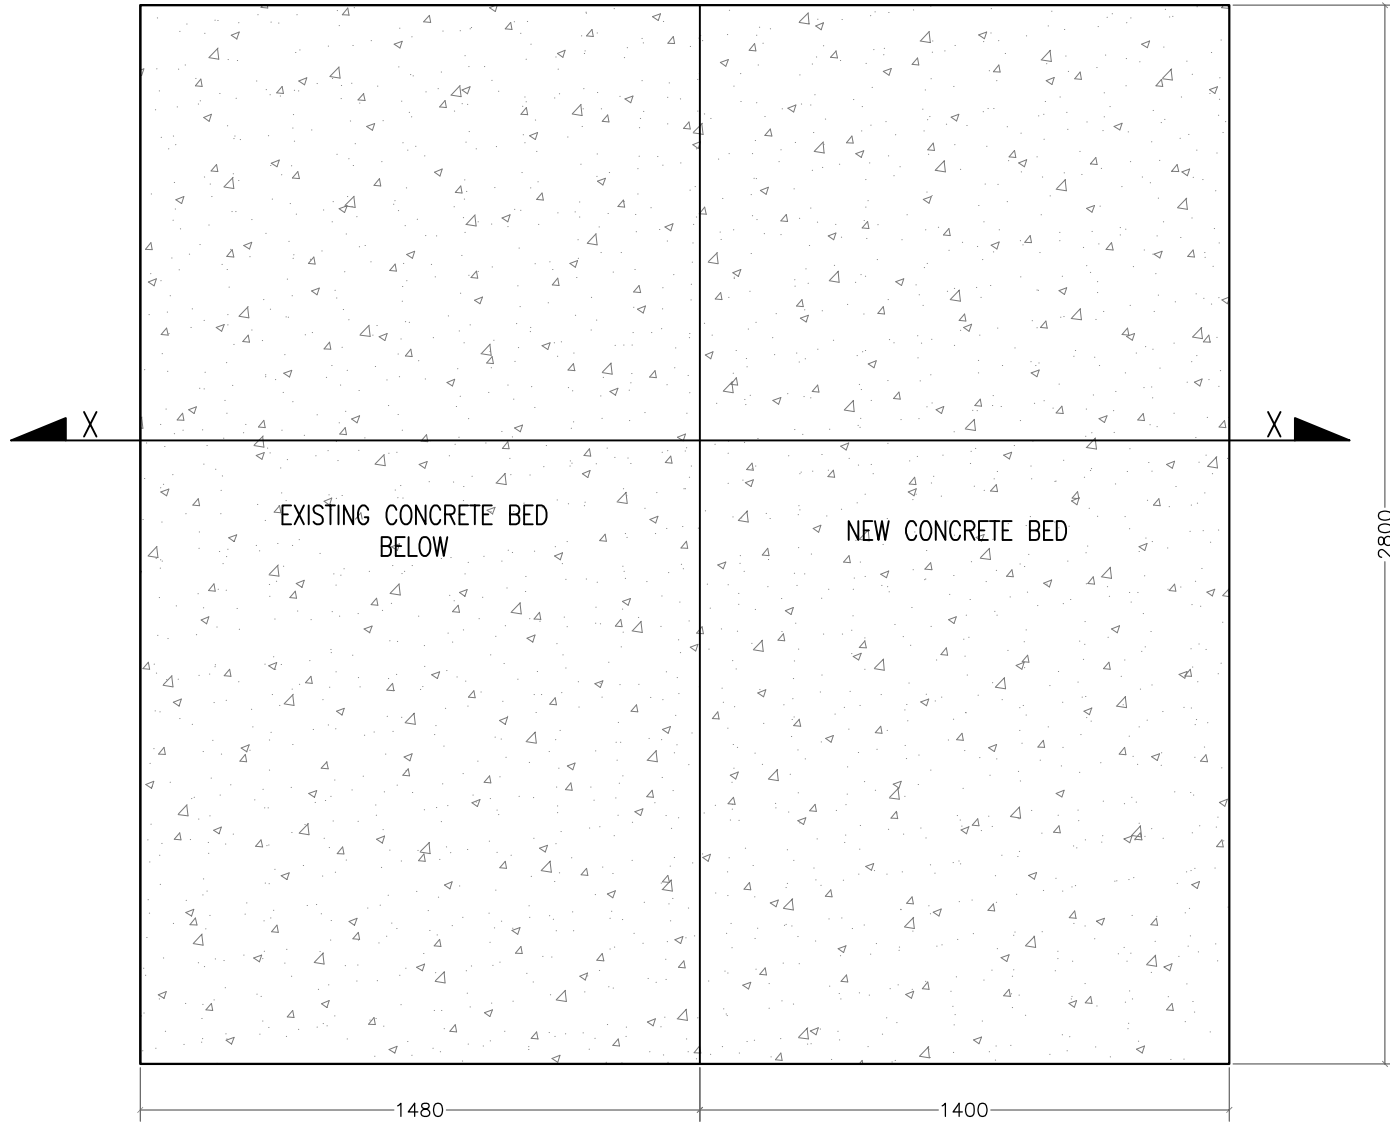 X X
EXISTING CONCRETE BED
BELOW
NEW CONCRETE BED
2800
1480
1400